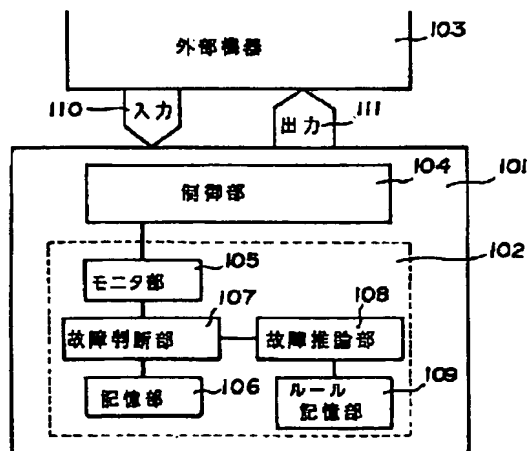 外部機器
103
110
入力
出力
111
104
101
制御部
105
102
モニタ部
107
108
故障判断部
故障推論部
記憶部
106
ルール
記憶部
109